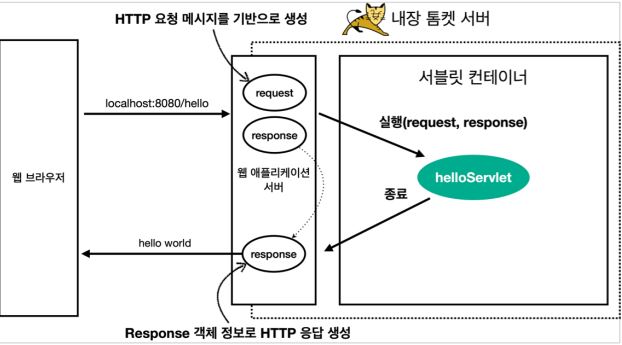 HTTP 요청 메시지를 기반으로 생성
내장 톰켓 서버
서블릿 컨테이너
request
localhost:8080/hello
실행(request, response)
response
웹 브라우저
웹 애플리케이션
서버
helloServlet
종료
hello world
response
Response 객체 정보로 HTTP 응답 생성